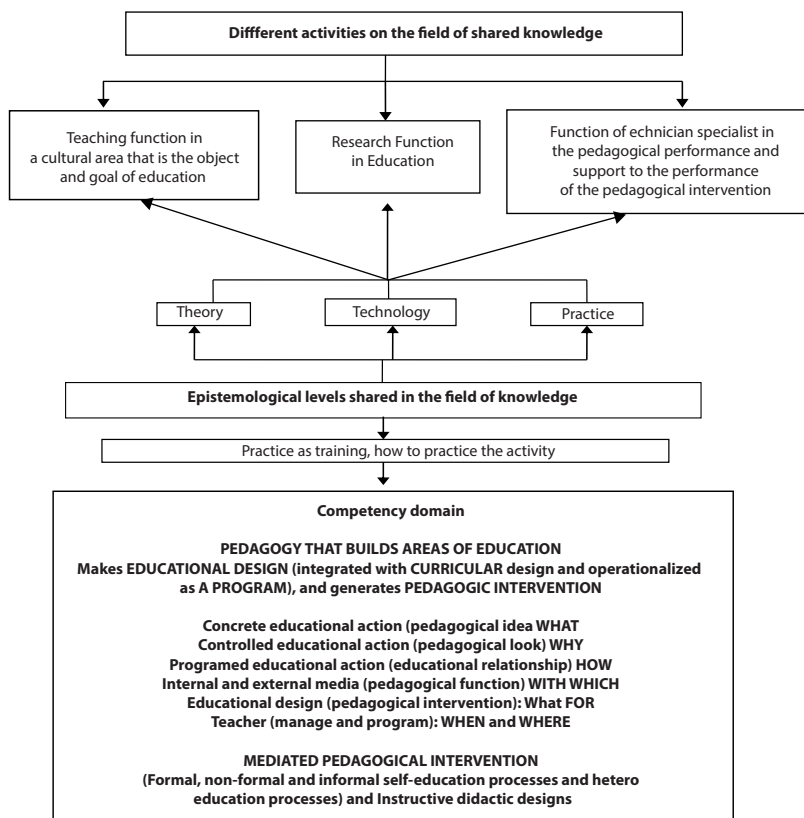 Diffferent activities on the field of shared knowledge
Teaching function in
a cultural area that is the object
and goal of education
Research Function
in Education
Function of echnician specialist in
the pedagogical performance and
support to the performance
of the pedagogical intervention
Theory
Technology
Practice
Epistemological levels shared in the field of knowledge
Practice as training, how to practice the activity
Competency domain
PEDAGOGY THAT BUILDS AREAS OF EDUCATION
Makes EDUCATIONAL DESIGN (integrated with CURRICULAR design and operationalized
as A PROGRAM), and generates PEDAGOGIC INTERVENTION
Concrete educational action (pedagogical idea WHAT
Controlled educational action (pedagogical look) WHY
Programed educational action (educational relationship) HOW
Internal and external media (pedagogical function) WITH WHICH
Educational design (pedagogical intervention): What FOR
Teacher (manage and program): WHEN and WHERE
MEDIATED PEDAGOGICAL INTERVENTION
(Formal, non-formal and informal self-education processes and hetero
education processes) and Instructive didactic designs